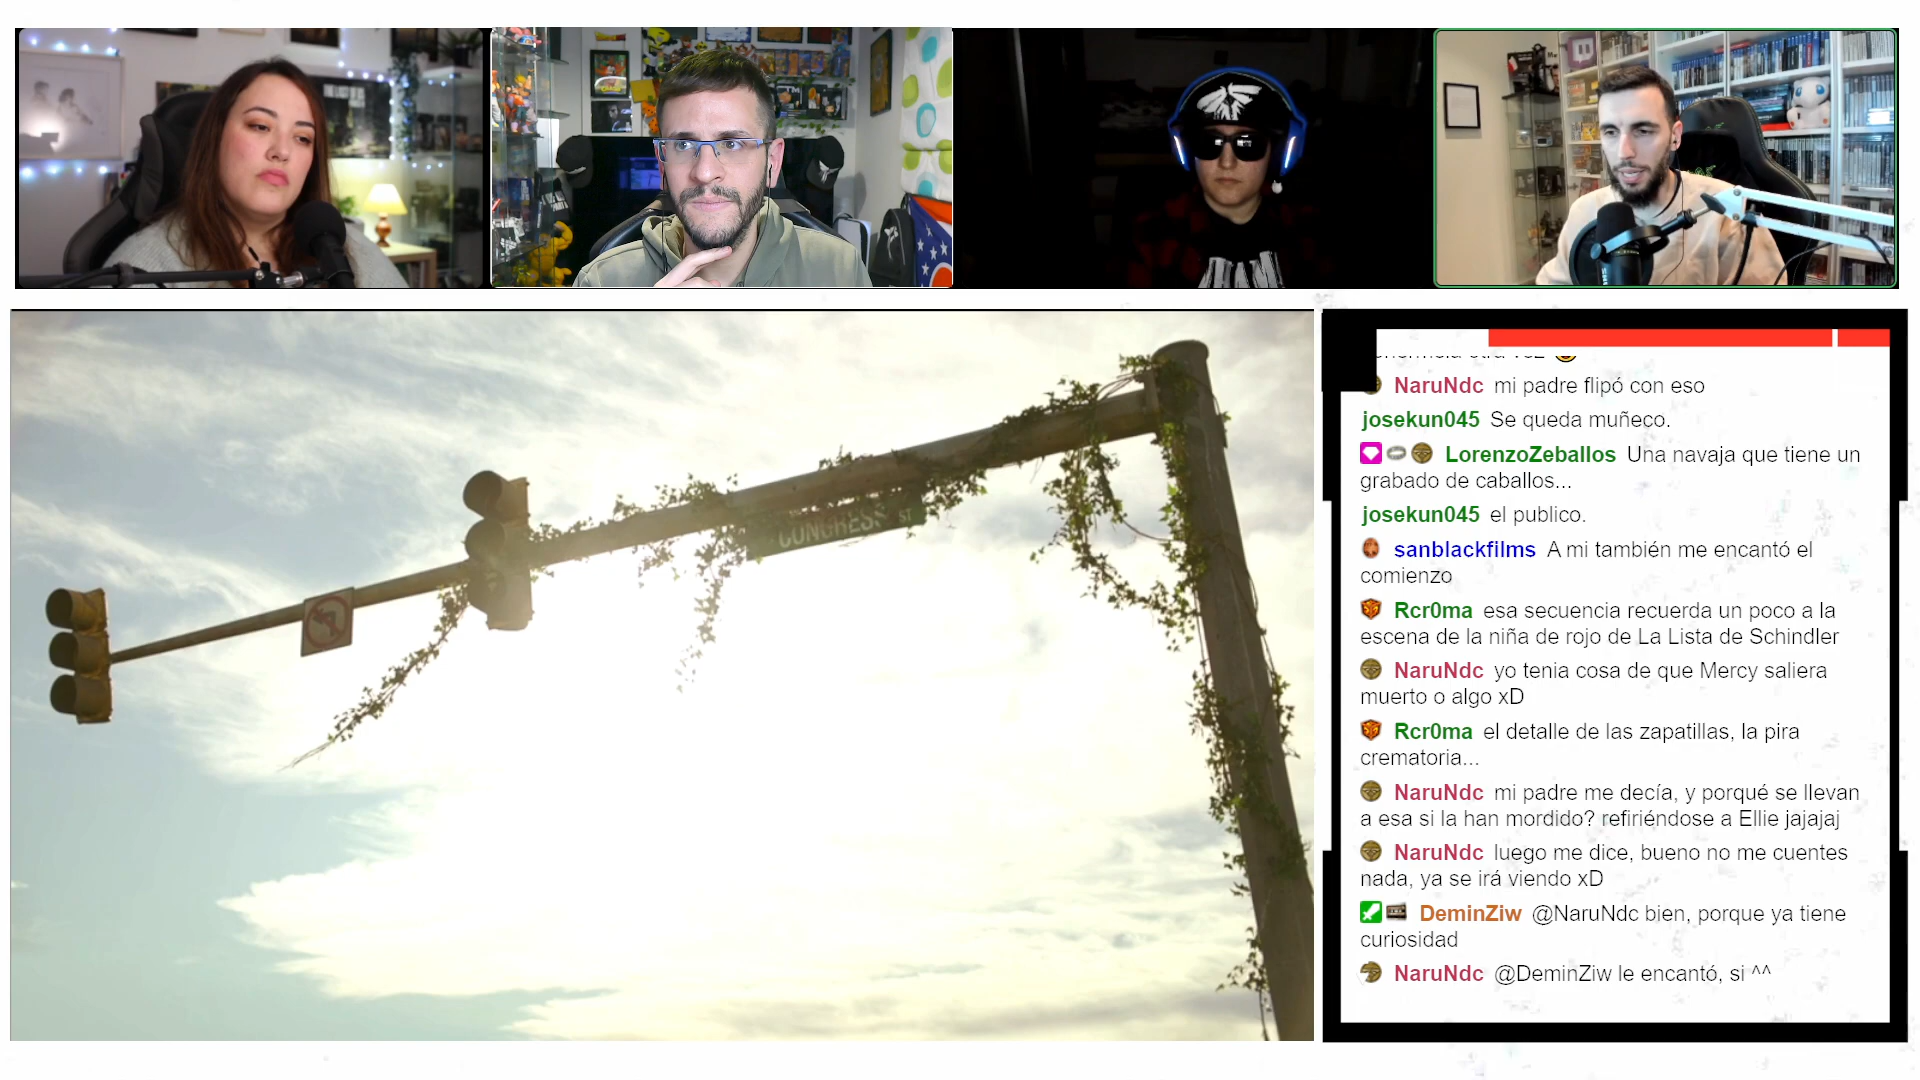 CONGRESS ST
NaruNdc mi padre flipó con eso
josekun045 Se queda muñeco.
LorenzoZeballos Una navaja que tiene un
grabado de caballos...
josekun045 el publico.
sanblackfilms A mi también me encantó el
comienzo
Rcr0ma esa secuencia recuerda un poco a la
escena de la niña de rojo de La Lista de Schindler
NaruNdc yo tenia cosa de que Mercy saliera
muerto o algo xD
Rcr0ma el detalle de las zapatillas, la pira
crematoria...
NaruNdc mi padre me decía, y porqué se llevan
a esa si la han mordido? refiriéndose a Ellie jajajaj
NaruNdc luego me dice, bueno no me cuentes
nada, ya se irá viendo xD
DeminZiw @NaruNdc bien, porque ya tiene
curiosidad
NaruNdc @DeminZiw le encantó, si ^^